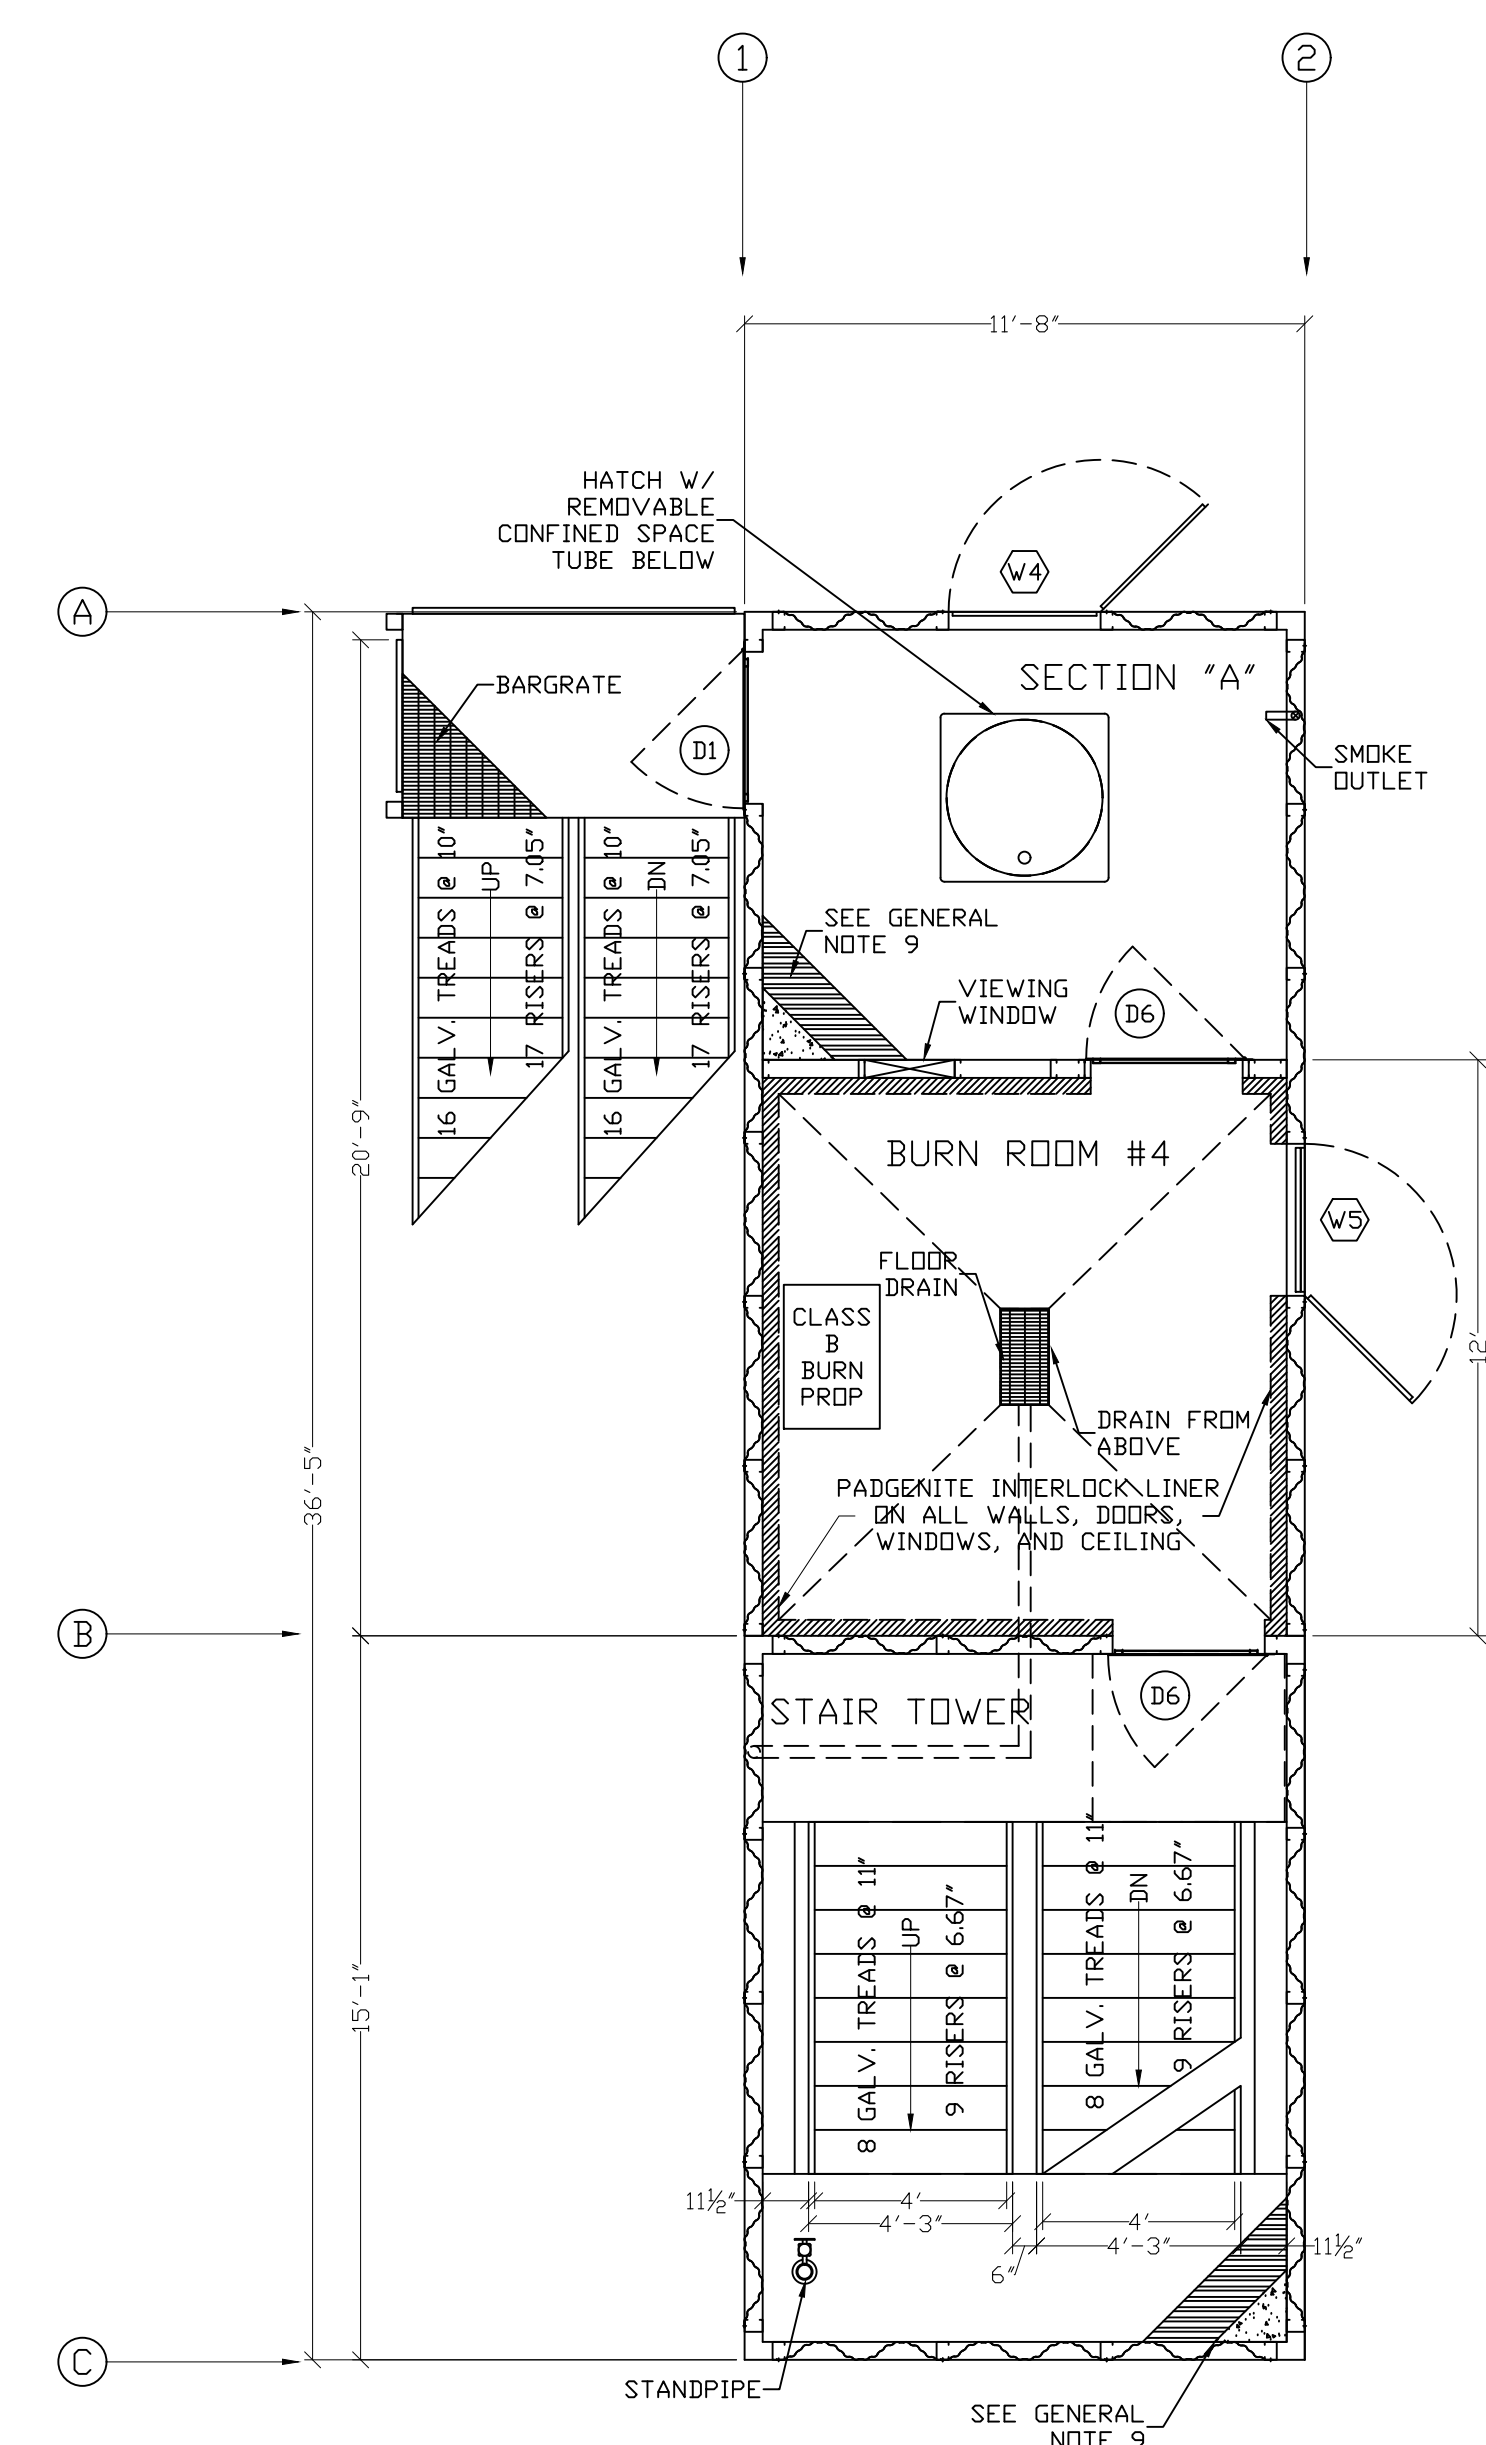 1
2
11'-8"
HATCH W/
REMOVABLE
CONFINED SPACE
TUBE BELOW
W4
A
SECTION "A"
BARGRATE
D1
SMOKE
OUTLET
16 GALV. TREADS @ 10"
UP
17 RISERS @ 7.05"
16 GALV. TREADS @ 10"
DN
17 RISERS @ 7.05"
SEE GENERAL
NOTE 9
VIEWING
WINDOW
D6
20'-9"
BURN ROOM #4
W5
FLOOR
DRAIN
CLASS
B
BURN
PROP
12'
DRAIN FROM
ABOVE
36'-5"
PADGENITE INTERLOCK LINER
ON ALL WALLS, DOORS,
WINDOWS, AND CEILING
B
STAIR TOWER
D6
15'-1"
8 GALV. TREADS @ 11"
UP
9 RISERS @ 6.67"
8 GALV. TREADS @ 11"
DN
9 RISERS @ 6.67"
11½"
4'
4'
4'-3"
4'-3"
11½"
6"
C
STANDPIPE
SEE GENERAL
NOTE 9